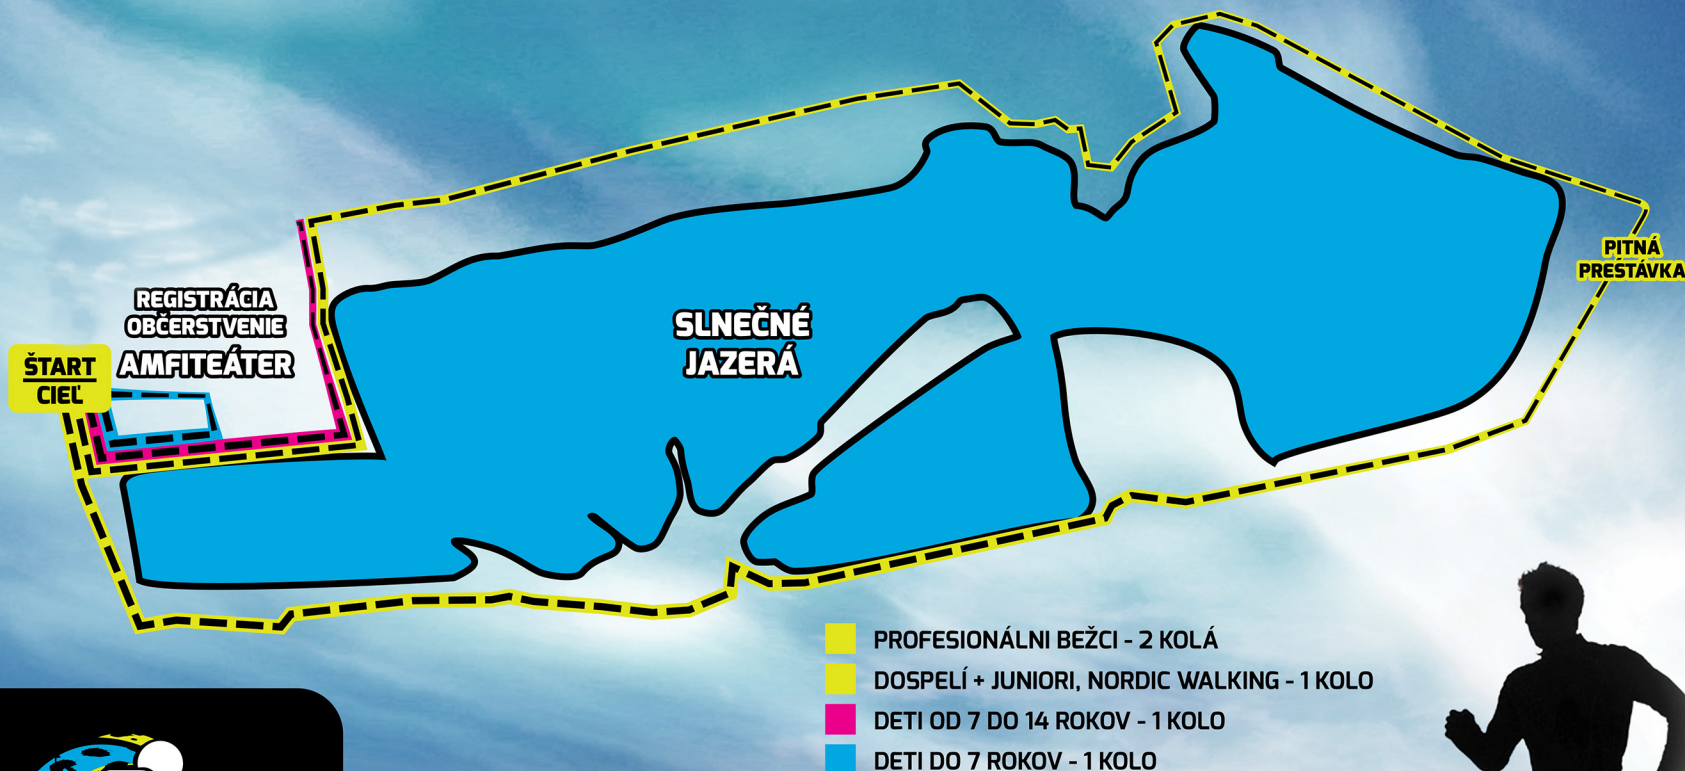 PITNÁ
PRESTÁVKA
REGISTRÁCIA
OBČERSTVENIE
AMFITEÁTER
SLNEČNÉ
JAZERÁ
ŠTART
CIEĽ
PROFESIONÁLNI BEŽCI - 2 KOLÁ
DOSPELÍ + JUNIORI, NORDIC WALKING - 1 KOLO
DETI OD 7 DO 14 ROKOV - 1 KOLO
DETI DO 7 ROKOV - 1 KOLO